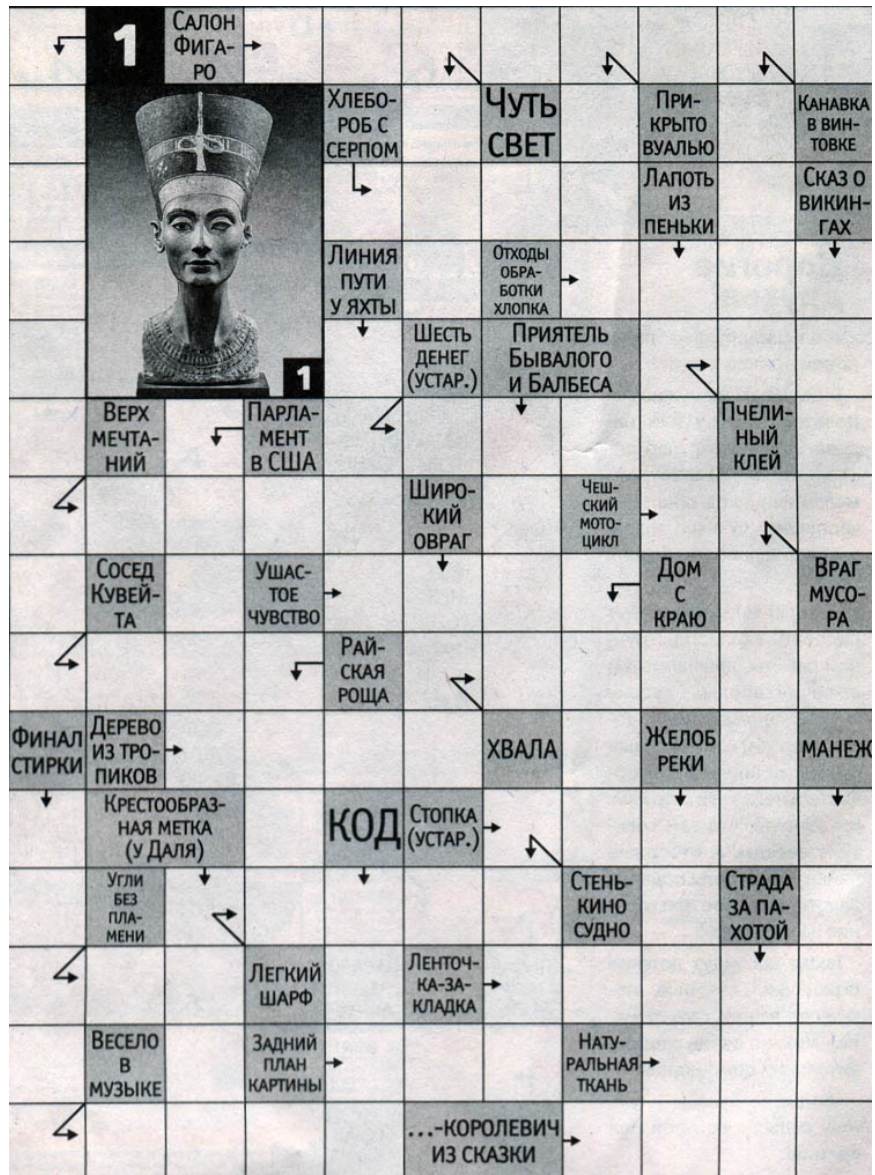 1
САЛОН
ФИГА-
РО
ХЛЕБО-
РОБ С
СЕРПОМ
ЧУТЬ
СВЕТ
ПРИ-
КРЫТО
ВУАЛЬЮ
КАНАВКА
В ВИН-
ТОВКЕ
ЛАПОТЬ
ИЗ
ПЕНЬКИ
СКАЗ О
ВИКИН-
ГАХ
ЛИНИЯ
ПУТИ
У ЯХТЫ
ОТХОДЫ
ОБРА-
БОТКИ
ХЛОПКА
1
ШЕСТЬ
ДЕНЕГ
(УСТАР.)
ПРИЯТЕЛЬ
БЫВАЛОГО
И БАЛБЕСА
ВЕРХ
МЕЧТА-
НИЙ
ПАРЛА-
МЕНТ
В США
ПЧЕЛИ-
НЫЙ
КЛЕЙ
ШИРО-
КИЙ
ОВРАГ
ЧЕШ-
СКИЙ
МОТО-
ЦИКЛ
СОСЕД
КУВЕЙ-
ТА
УШАС-
ТОЕ
ЧУВСТВО
ДОМ
С
КРАЮ
ВРАГ
МУСО-
РА
РАЙ-
СКАЯ
РОЩА
ФИНАЛ
СТИРКИ
ДЕРЕВО
ИЗ ТРО-
ПИКОВ
ХВАЛА
ЖЕЛОБ
РЕКИ
МАНЕЖ
КРЕСТООБРАЗ-
НАЯ МЕТКА
(У ДАЛЯ)
КОД
СТОПКА
(УСТАР.)
УГЛИ
БЕЗ
ПЛА-
МЕНИ
СТЕНЬ-
КИНО
СУДНО
СТРАДА
ЗА ПА-
ХОТОЙ
ЛЕГКИЙ
ШАРФ
ЛЕНТОЧ-
КА-ЗА-
КЛАДКА
ВЕСЕЛО
В
МУЗЫКЕ
ЗАДНИЙ
ПЛАН
КАРТИНЫ
НАТУ-
РАЛЬНАЯ
ТКАНЬ
...-КОРОЛЕВИЧ
ИЗ СКАЗКИ